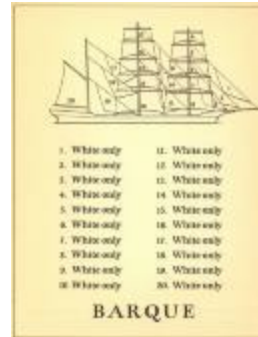 1. White only
2. White only
3. White only
4. White only
5. White only
6. White only
7. White only
8. White only
9. White only
10. White only
11. White only
12. White only
13. White only
14. White only
15. White only
16. White only
17. White only
18. White only
19. White only
20. White only
BARQUE